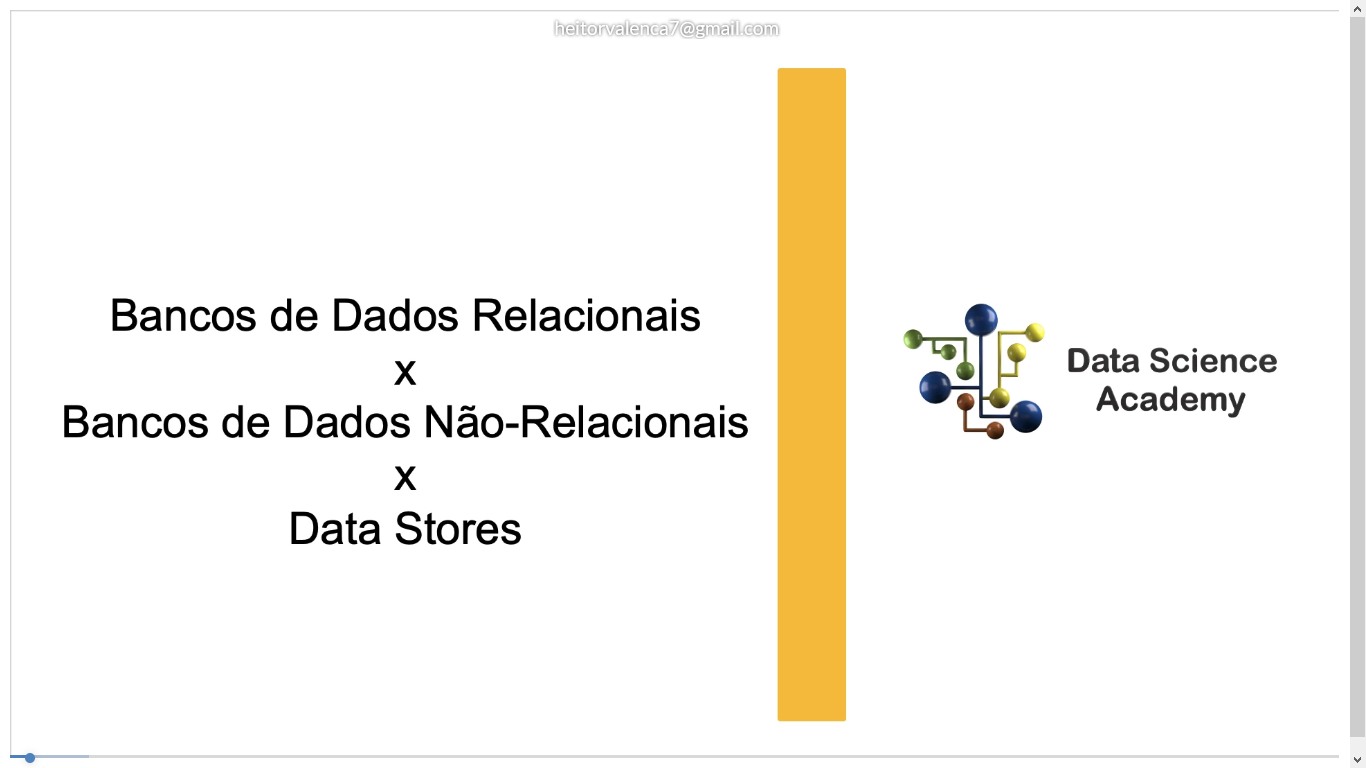 heitorvalenca7@gmail.com
Bancos de Dados Relacionais
x
Bancos de Dados Não-Relacionais
x
Data Stores
Data Science
Academy